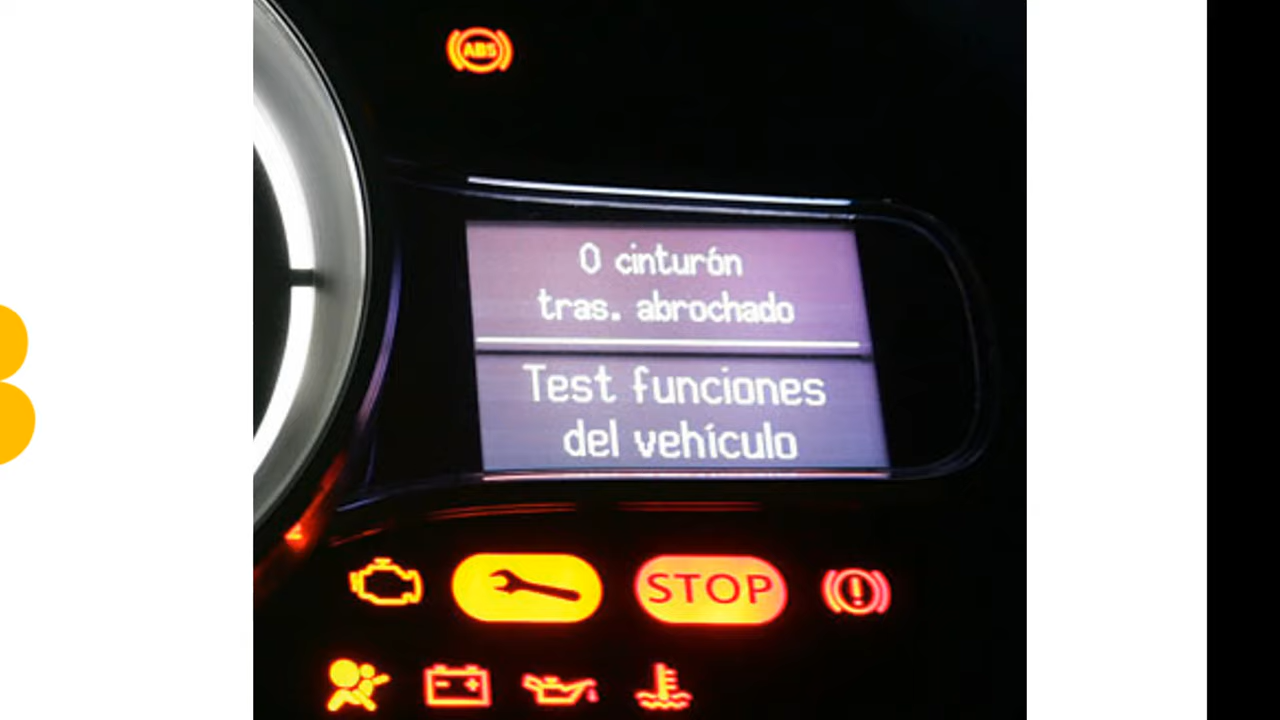 ABS
0 cinturón
tras. abrochado
Test funciones
del vehículo
STOP